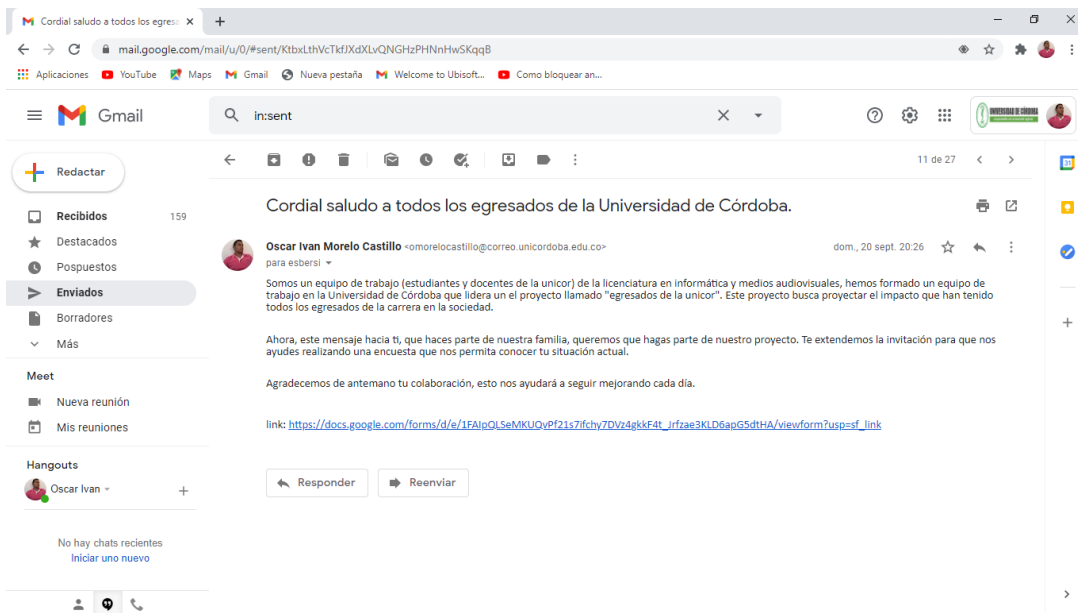 Cordial saludo a todos los egresa
mail.google.com/mail/u/0/#sent/KtbxLthVcTkfJXdXLvQNGHzPHNnHwSKqqB
Aplicaciones YouTube Maps Gmail Nueva pestaña Welcome to Ubisoft... Como bloquear an...
Gmail
in:sent
UNIVERSIDAD DE CÓRDOBA
Redactar
11 de 27
31
Recibidos 159
Destacados
Pospuestos
Enviados
Borradores
Más
Meet
Nueva reunión
Mis reuniones
Hangouts
Oscar Ivan
No hay chats recientes
Iniciar uno nuevo
Cordial saludo a todos los egresados de la Universidad de Córdoba.
Oscar Ivan Morelo Castillo <omorelocastillo@correo.unicordoba.edu.co> dom., 20 sept. 20:26
para esbersi
Somos un equipo de trabajo (estudiantes y docentes de la unicor) de la licenciatura en informática y medios audiovisuales, hemos formado un equipo de
trabajo en la Universidad de Córdoba que lidera un el proyecto llamado "egresados de la unicor". Este proyecto busca proyectar el impacto que han tenido
todos los egresados de la carrera en la sociedad.
Ahora, este mensaje hacia ti, que haces parte de nuestra familia, queremos que hagas parte de nuestro proyecto. Te extendemos la invitación para que nos
ayudes realizando una encuesta que nos permita conocer tu situación actual.
Agradecemos de antemano tu colaboración, esto nos ayudará a seguir mejorando cada día.
link: https://docs.google.com/forms/d/e/1FAIpQLSeMKUQvPf21s7ifchy7DVz4gkkF4t_Jrfzae3KLD6apG5dtHA/viewform?usp=sf_link
Responder Reenviar